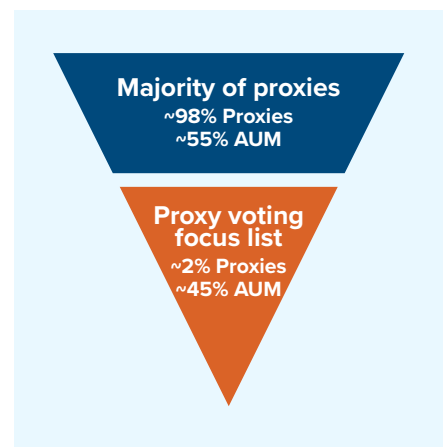 Majority of proxies
~98% Proxies
~55% AUM
Proxy voting
focus list
~2% Proxies
~45% AUM